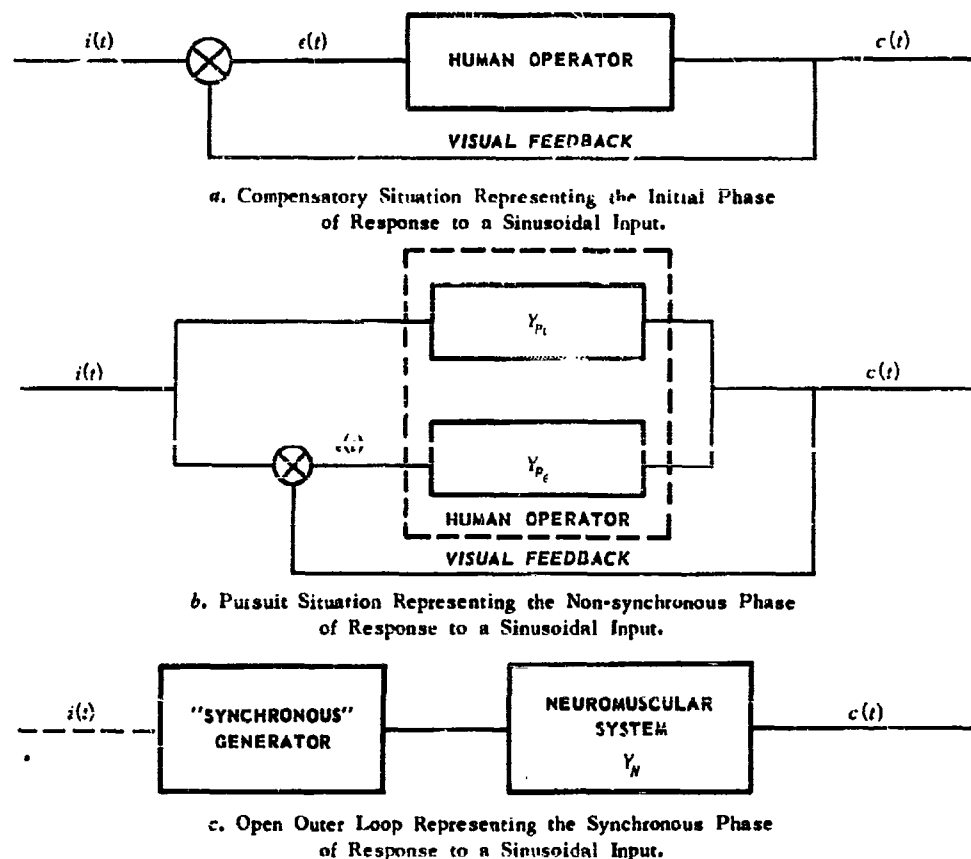 i(t) ϵ(t) HUMAN OPERATOR c(t)
VISUAL FEEDBACK
a. Compensatory Situation Representing the Initial Phase
of Response to a Sinusoidal Input.
Y_{p_i}
i(t) c(t)
ϵ(t)
Y_{p_ϵ}
HUMAN OPERATOR
VISUAL FEEDBACK
b. Pursuit Situation Representing the Non-synchronous Phase
of Response to a Sinusoidal Input.
i(t) "SYNCHRONOUS" GENERATOR NEUROMUSCULAR SYSTEM Y_N c(t)
c. Open Outer Loop Representing the Synchronous Phase
of Response to a Sinusoidal Input.